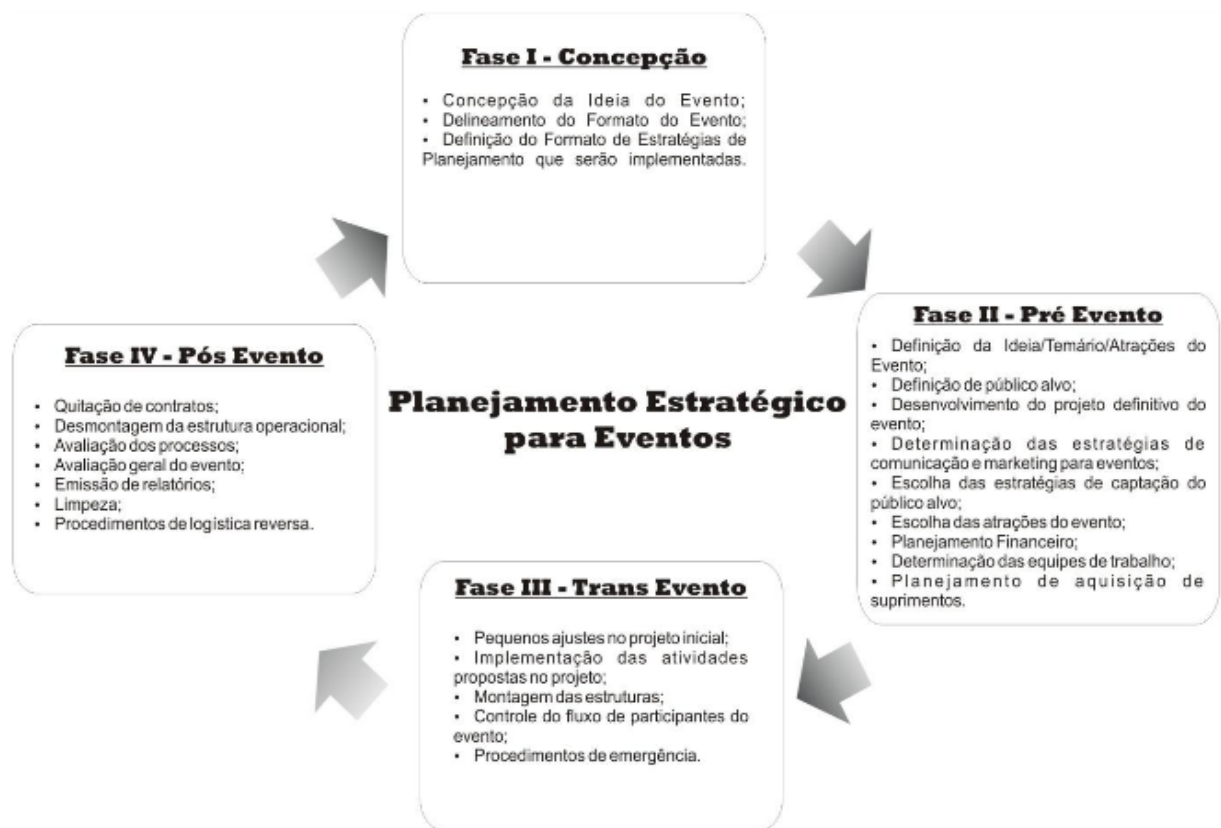 Fase I - Concepção
• Concepção da Ideia do Evento;
• Delineamento do Formato do Evento;
• Definição do Formato de Estratégias de
Planejamento que serão implementadas.
Fase II - Pré Evento
• Definição da Ideia/Temário/Atrações do
Evento;
• Definição de público alvo;
• Desenvolvimento do projeto definitivo do
evento;
• Determinação das estratégias de
comunicação e marketing para eventos;
• Escolha das estratégias de captação do
público alvo;
• Escolha das atrações do evento;
• Planejamento Financeiro;
• Determinação das equipes de trabalho;
• Planejamento de aquisição de
suprimentos.
Fase IV - Pós Evento
• Quitação de contratos;
• Desmontagem da estrutura operacional;
• Avaliação dos processos;
• Avaliação geral do evento;
• Emissão de relatórios;
• Limpeza;
• Procedimentos de logística reversa.
Planejamento Estratégico
para Eventos
Fase III - Trans Evento
• Pequenos ajustes no projeto inicial;
• Implementação das atividades
propostas no projeto;
• Montagem das estruturas;
• Controle do fluxo de participantes do
evento;
• Procedimentos de emergência.